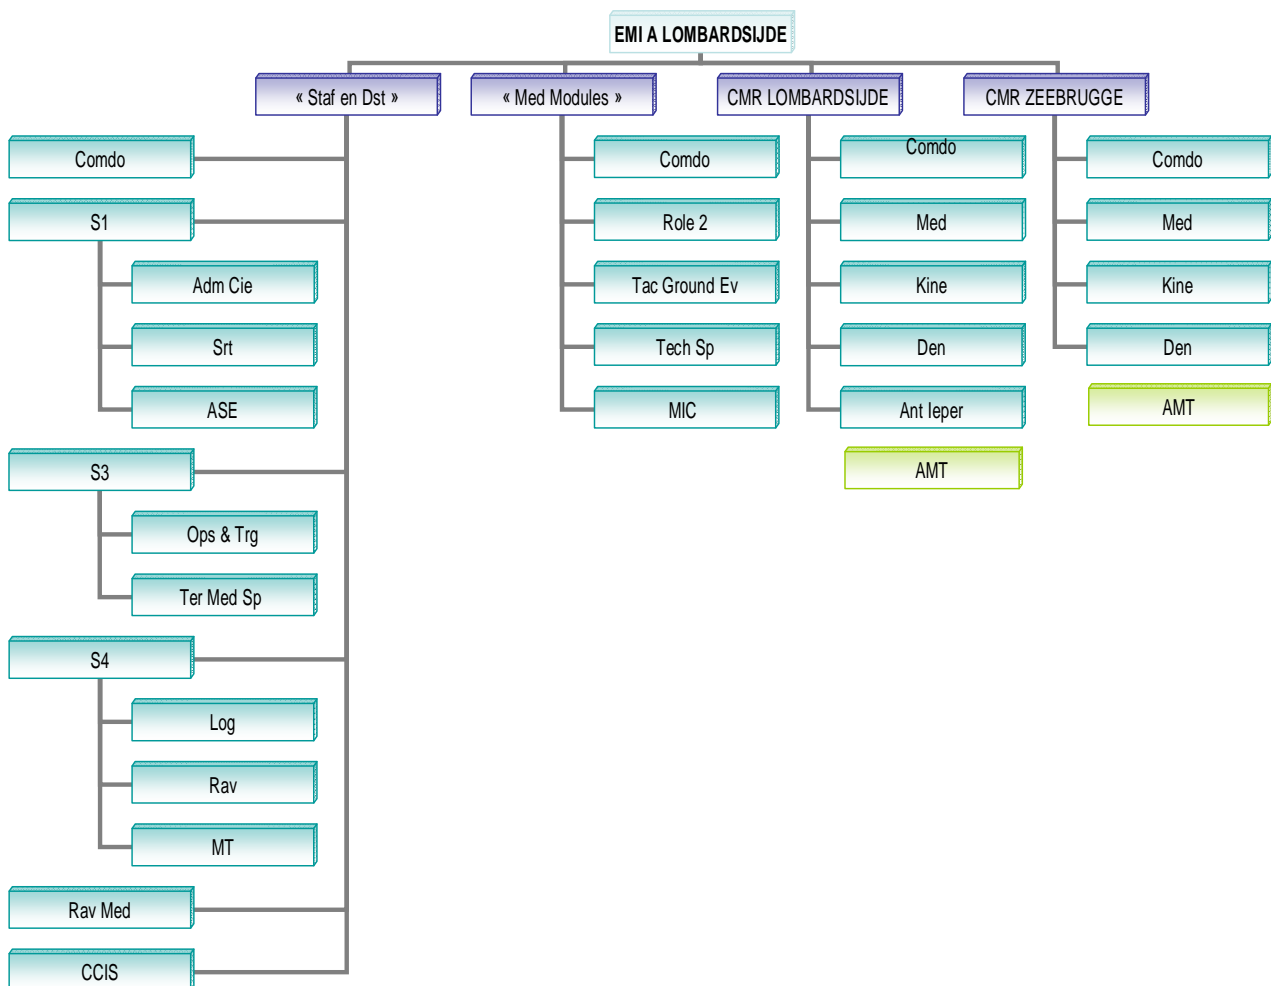 EMI A LOMBARDSIJDE
« Staf en Dst »
« Med Modules »
CMR LOMBARDSIJDE
CMR ZEEBRUGGE
Comdo
S1
Adm Cie
Srt
ASE
S3
Ops & Trg
Ter Med Sp
S4
Log
Rav
MT
Rav Med
CCIS
Comdo
Role 2
Tac Ground Ev
Tech Sp
MIC
Comdo
Med
Kine
Den
Ant Ieper
AMT
Comdo
Med
Kine
Den
AMT